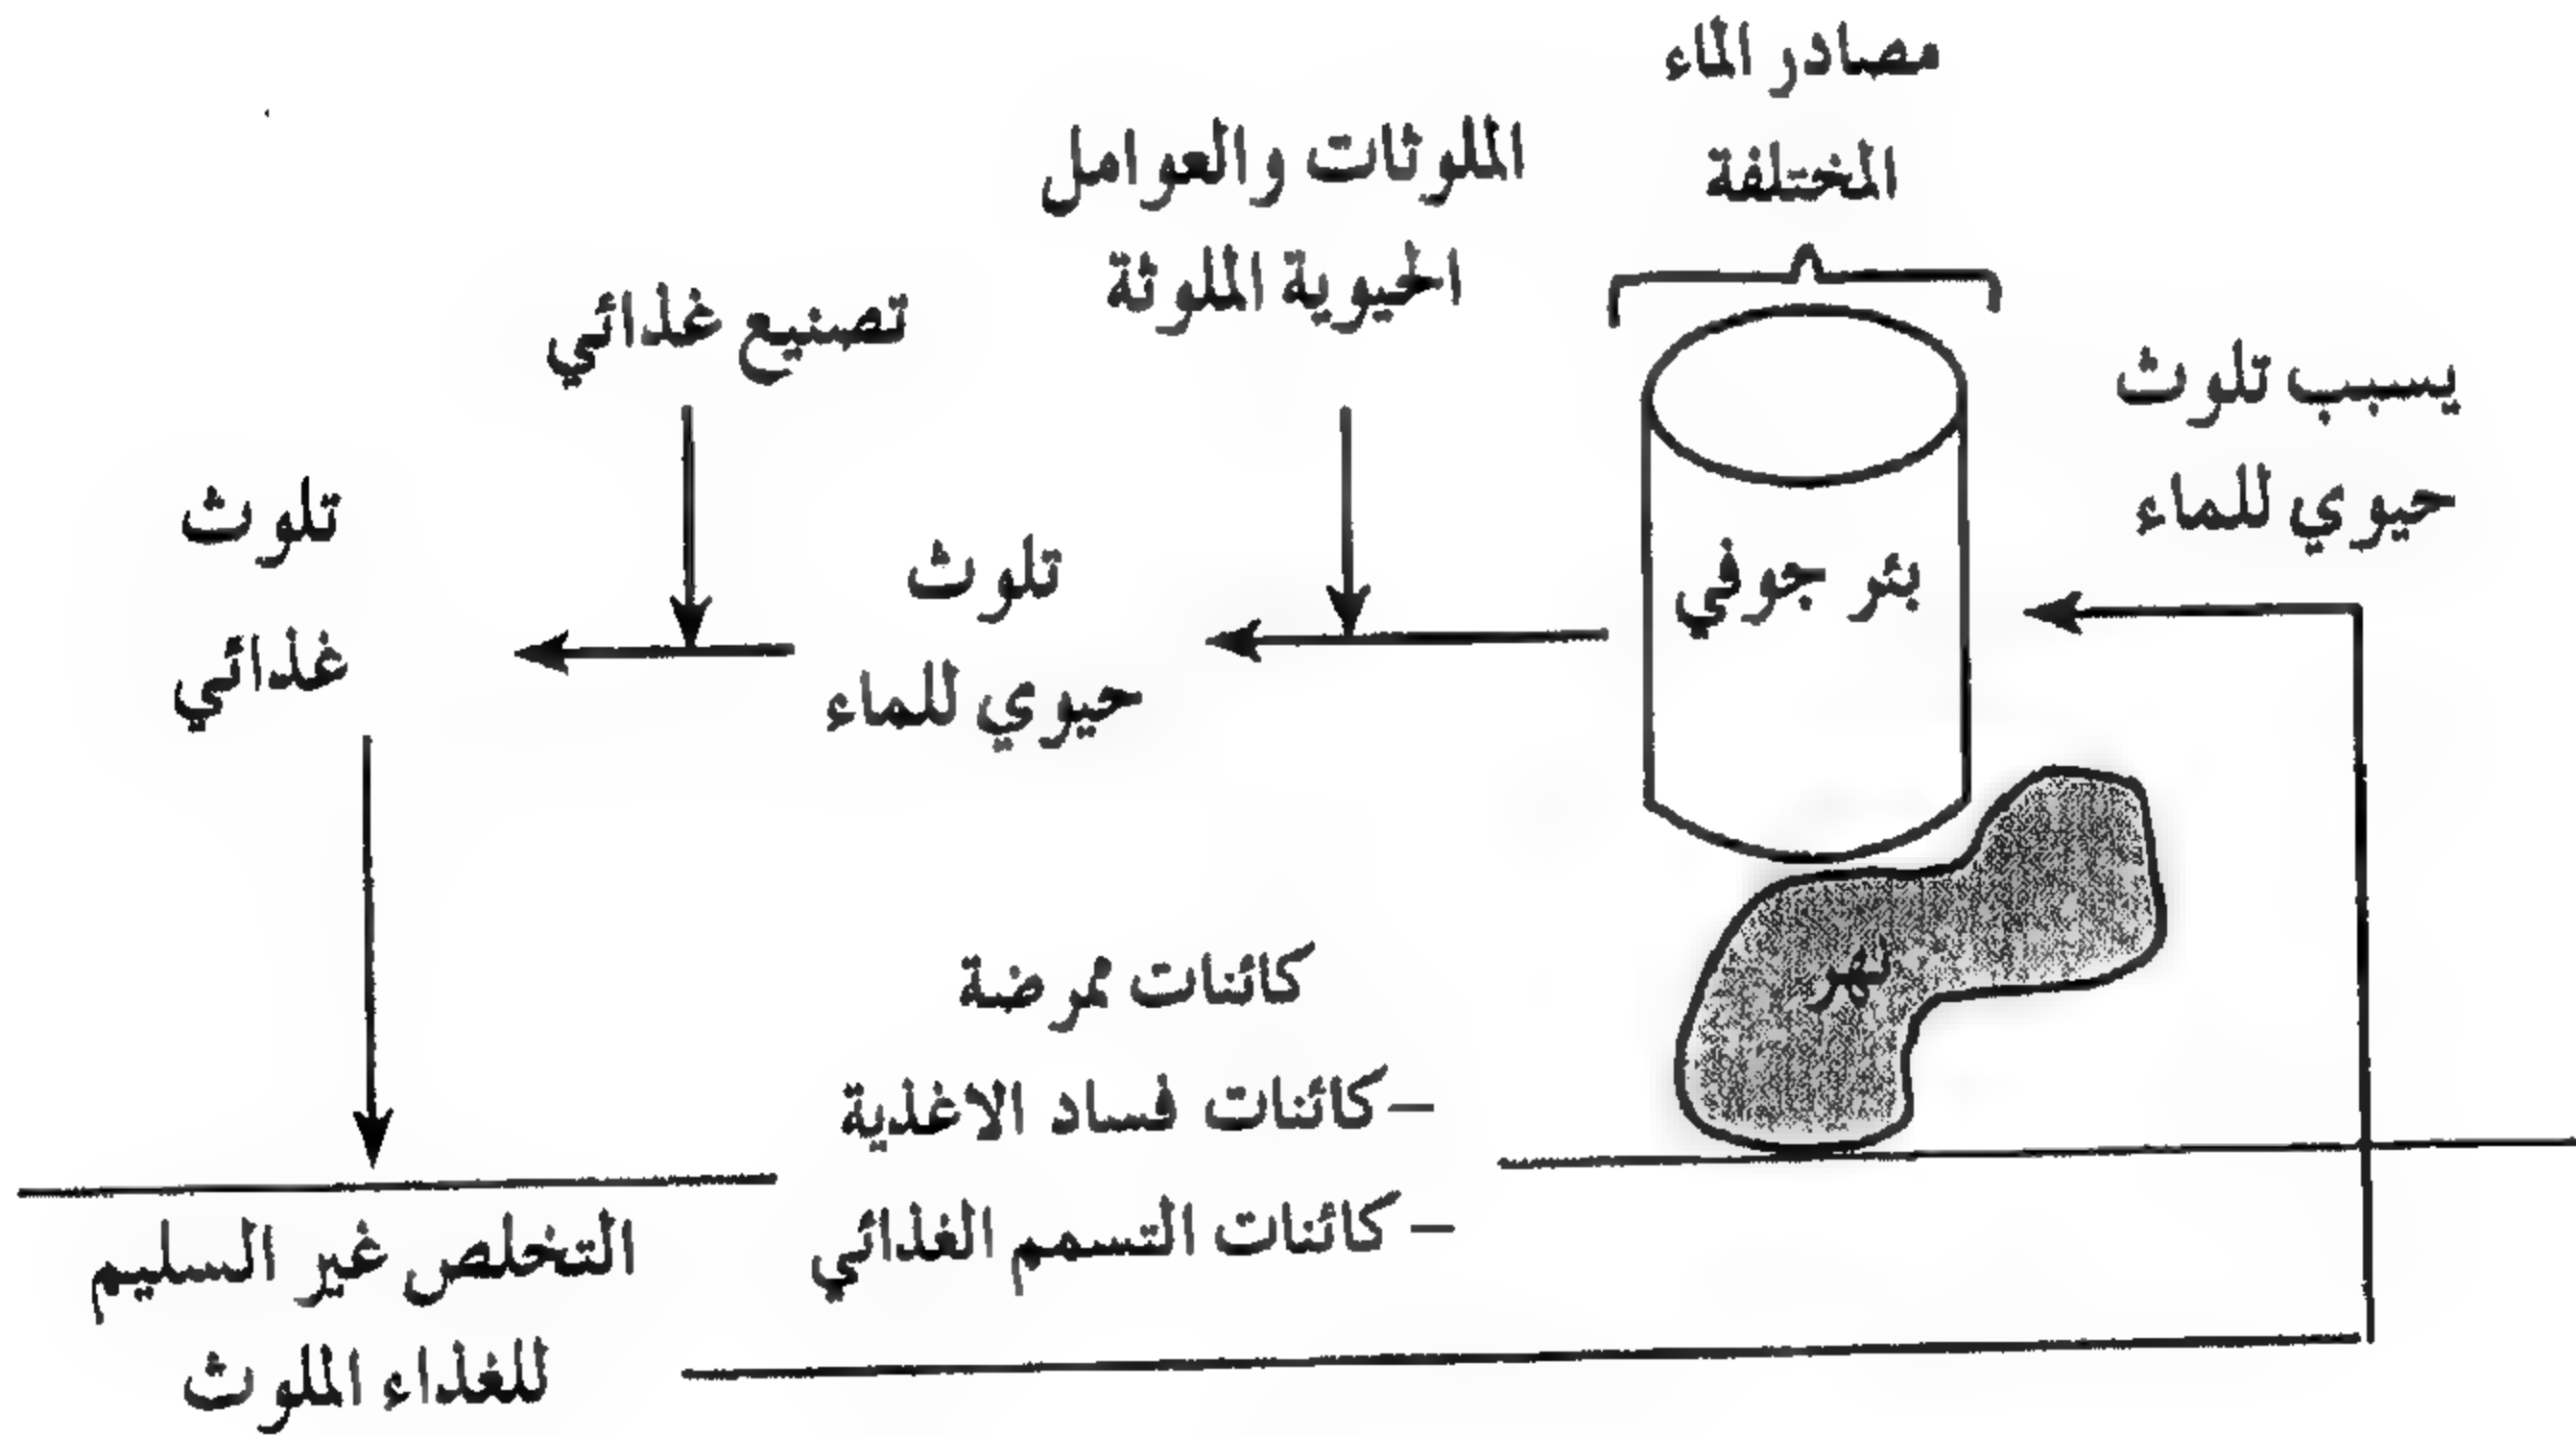 مصادر الماء
المختلفة
الملوثات والعوامل
الحيوية الملوثة
تصنيع غذائي
يسبب تلوث
حيوي للماء
بئر جوفي
تلوث
حيوي للماء
تلوث
غذائي
نهر
كائنات ممرضة
–كائنات فساد الاغذية
– كائنات التسمم الغذائي
التخلص غير السليم
للغذاء الملوث